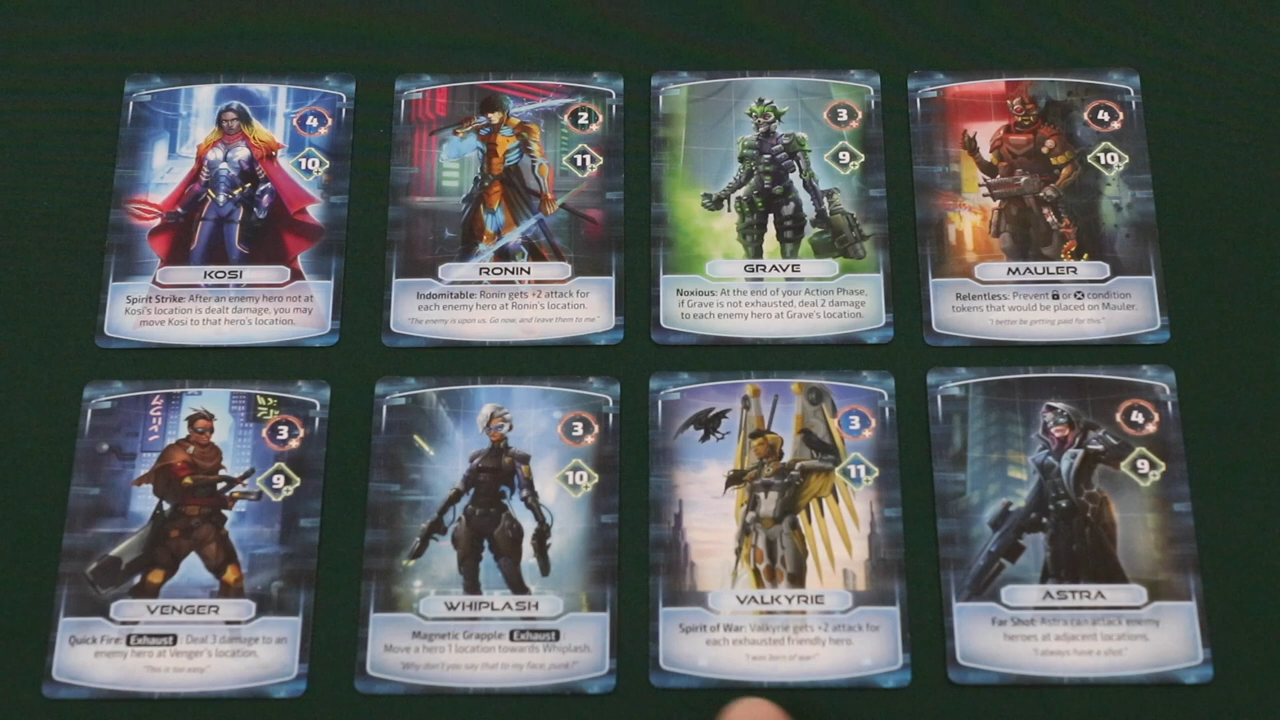 4
10
KOSI
Spirit Strike: After an enemy hero not at
Kosi's location is dealt damage, you may
move Kosi to that hero's location.
2
11
RONIN
Indomitable: Ronin gets +2 attack for
each enemy hero at Ronin's location.
"The enemy is upon us. Go now, and leave them to me."
3
9
GRAVE
Noxious: At the end of your Action Phase,
if Grave is not exhausted, deal 2 damage
to each enemy hero at Grave's location.
4
10
MAULER
Relentless: Prevent or condition
tokens that would be placed on Mauler.
"I better be getting paid for this."
3
9
VENGER
Quick Fire: Exhaust : Deal 3 damage to an
enemy hero at Venger's location.
"This is too easy."
3
10
WHIPLASH
Magnetic Grapple: Exhaust
Move a hero 1 location towards Whiplash.
"Why don't you say that to my face, punk!"
3
11
VALKYRIE
Spirit of War: Valkyrie gets +2 attack for
each exhausted friendly hero.
"I was born of war!"
4
9
ASTRA
Far Shot: Astra can attack enemy
heroes at adjacent locations.
"I always have a shot."